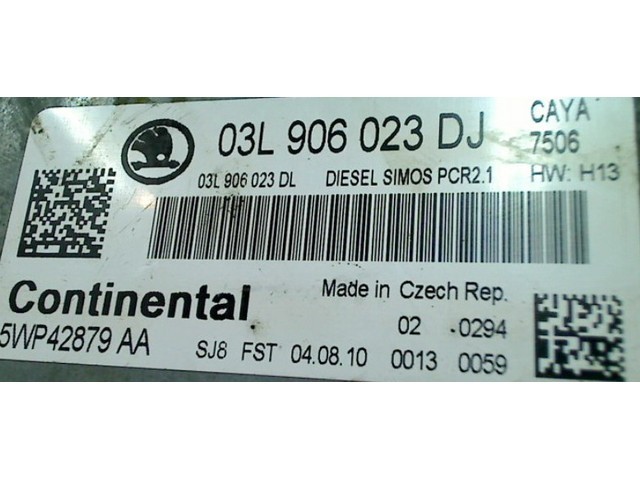 03L 906 023 DJ
CAYA
7506
03L 906 023 DL DIESEL SIMOS PCR2.1 HW: H13
Continental
Made in Czech Rep.
5WP42879 AA
02 0294
SJ8 FST 04.08.10 0013 0059